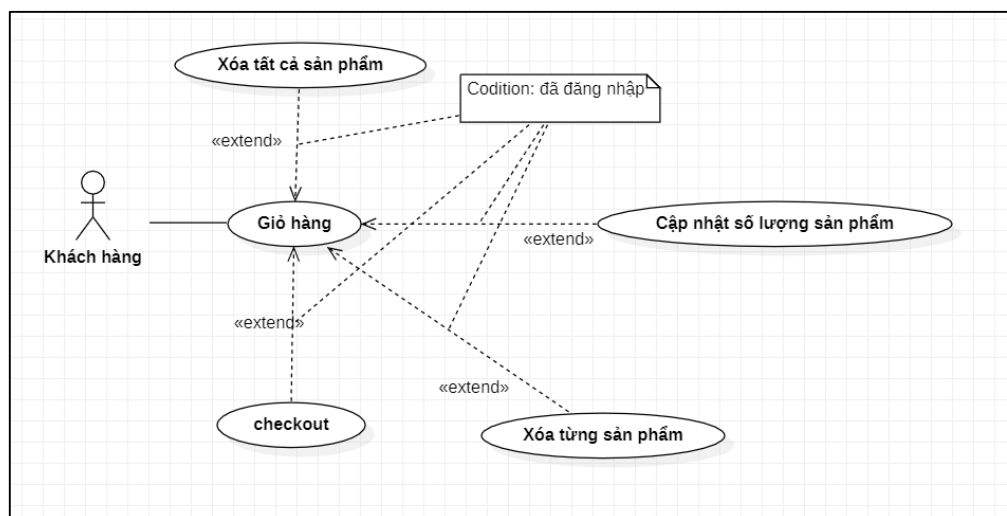 Xóa tất cả sản phẩm
Codition: đã đăng nhập
«extend»
Giỏ hàng
Cập nhật số lượng sản phẩm
«extend»
Khách hàng
«extend»
«extend»
checkout
Xóa từng sản phẩm